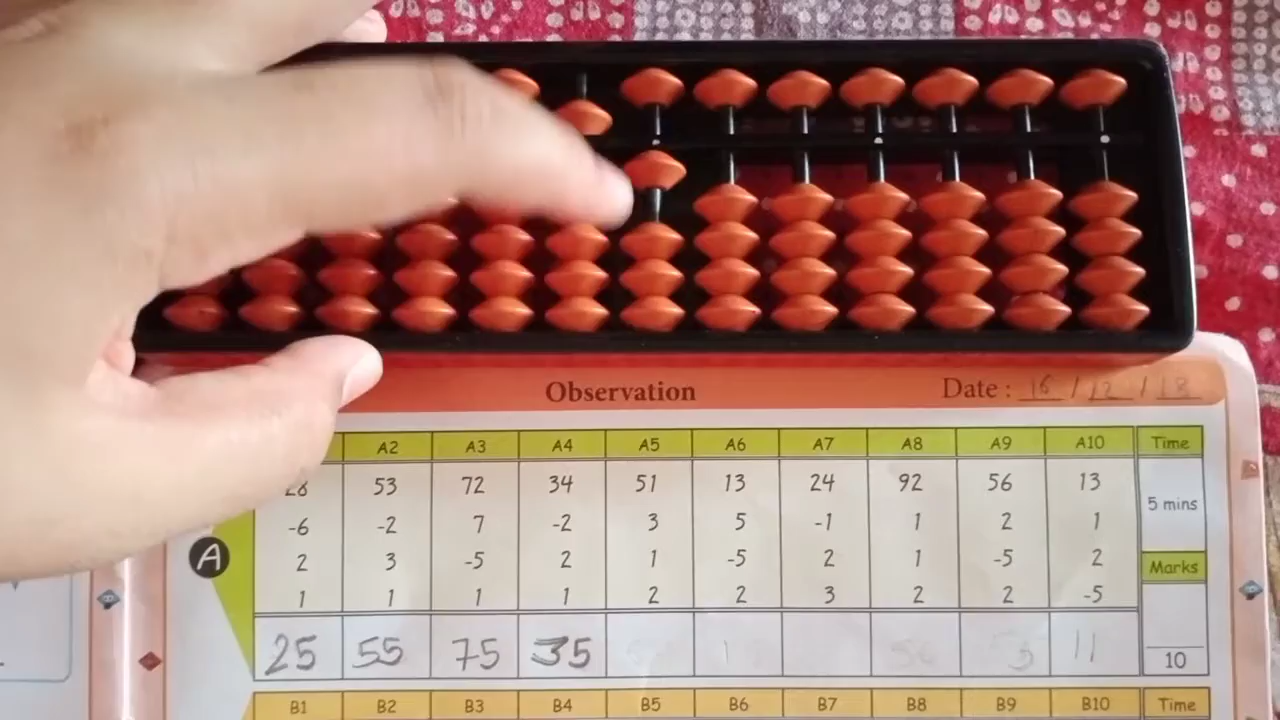 Observation Date : 16 / 12 / 18
A2 A3 A4 A5 A6 A7 A8 A9 A10 Time
28 53 72 34 51 13 24 92 56 13
5 mins
-6 -2 7 -2 3 5 -1 1 2 1
A 2 3 -5 2 1 -5 2 1 -5 2 Marks
1 1 1 1 2 2 3 2 2 -5
25 55 75 35 11 10
B1 B2 B3 B4 B5 B6 B7 B8 B9 B10 Time